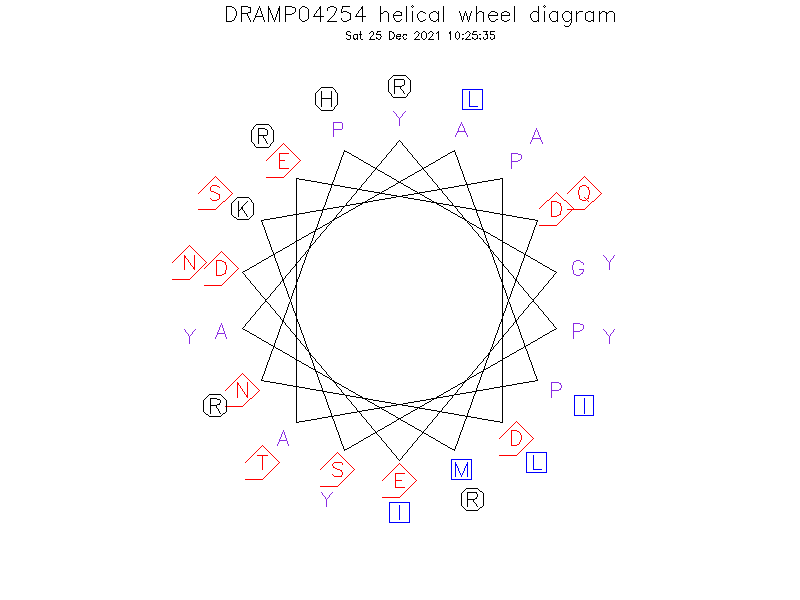 DRAMP04254 helical wheel diagram
Sat 25 Dec 2021 10:25:35
R
H L
Y
P A
R A
E P
S Q
K D
N Y
D G
Y A P Y
N P
R I
A D
T L
S M
E
Y R
I